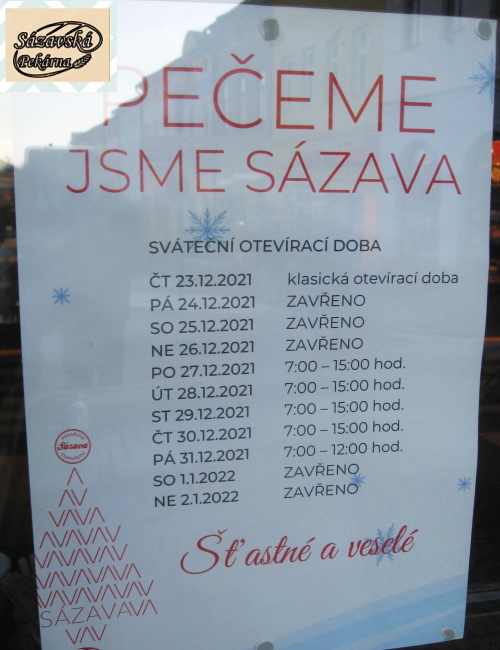 Sázavská
Pekárna
PEČEME
JSME SÁZAVA
SVÁTEČNÍ OTEVÍRACÍ DOBA
ČT 23.12.2021 klasická otevírací doba
PÁ 24.12.2021 ZAVŘENO
SO 25.12.2021 ZAVŘENO
NE 26.12.2021 ZAVŘENO
PO 27.12.2021 7:00 – 15:00 hod.
ÚT 28.12.2021 7:00 – 15:00 hod.
ST 29.12.2021 7:00 – 15:00 hod.
ČT 30.12.2021 7:00 – 15:00 hod.
PÁ 31.12.2021 7:00 – 12:00 hod.
SO 1.1.2022 ZAVŘENO
NE 2.1.2022 ZAVŘENO
Sázava
SÁZAVAVA
Šťastné a veselé